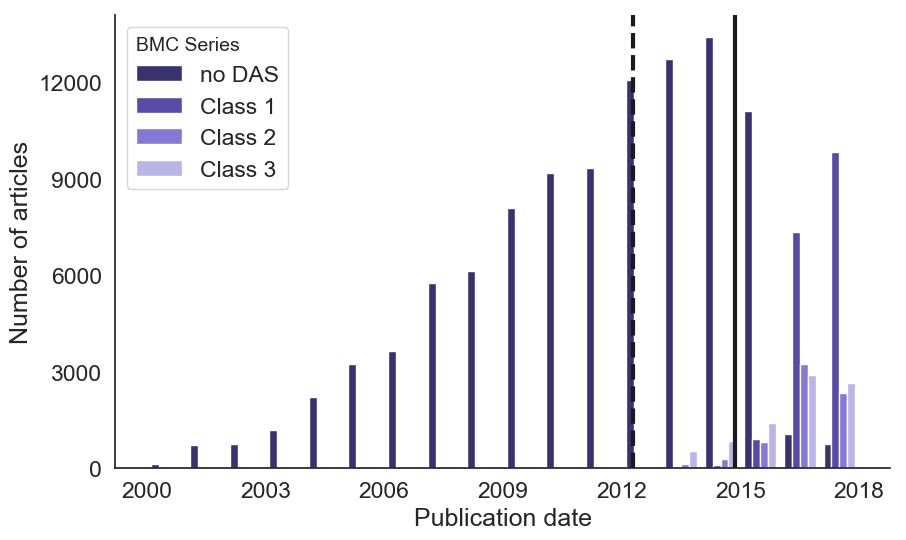 BMC Series
no DAS
Class 1
Class 2
Class 3
Number of articles
12000
9000
6000
3000
0
2000 2003 2006 2009 2012 2015 2018
Publication date